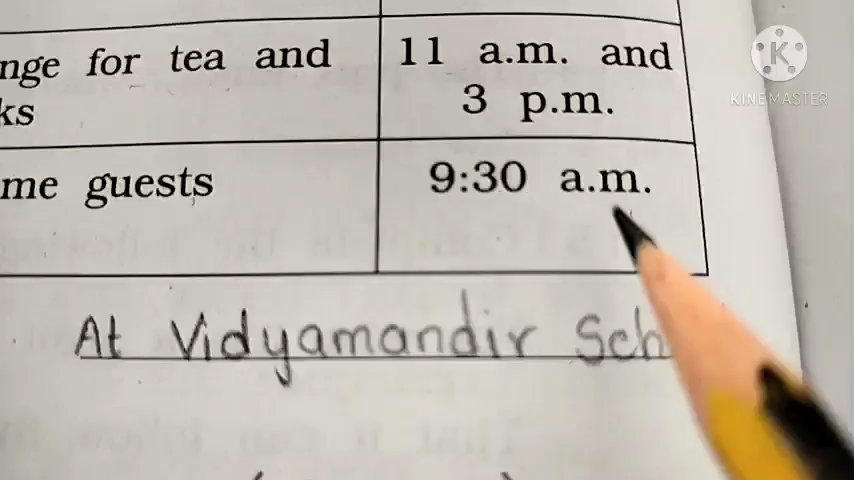 nge for tea and
ks
11 a.m. and
3 p.m.
me guests
9:30 a.m.
At Vidyamandir Sch
KINEMASTER